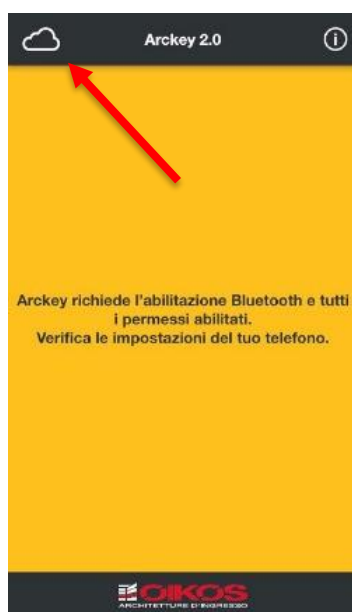 Arckey 2.0
Arckey richiede l'abilitazione Bluetooth e tutti
i permessi abilitati.
Verifica le impostazioni del tuo telefono.
OIKOS
ARCHITETTURE D'INGRESSO